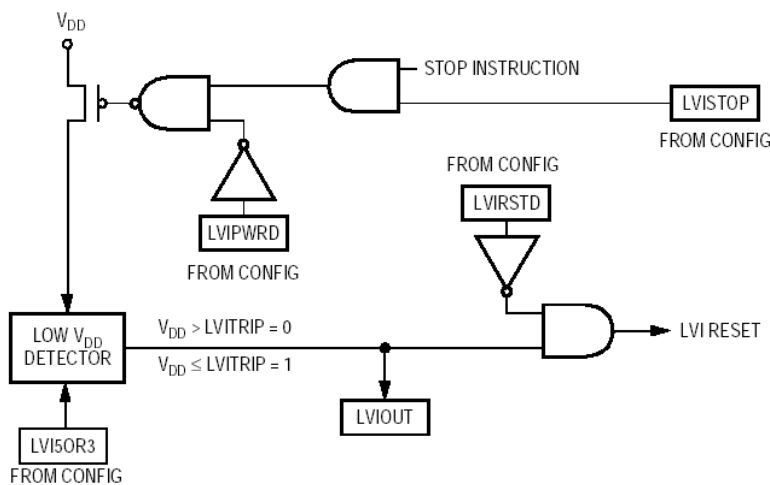 VDD
STOP INSTRUCTION
LVISTOP
FROM CONFIG
FROM CONFIG
LVIRSTD
LVIPWRD
FROM CONFIG
LOW VDD
DETECTOR
VDD > LVITRIP = 0
VDD ≤ LVITRIP = 1
LVI RESET
LVIOUT
LVI5OR3
FROM CONFIG